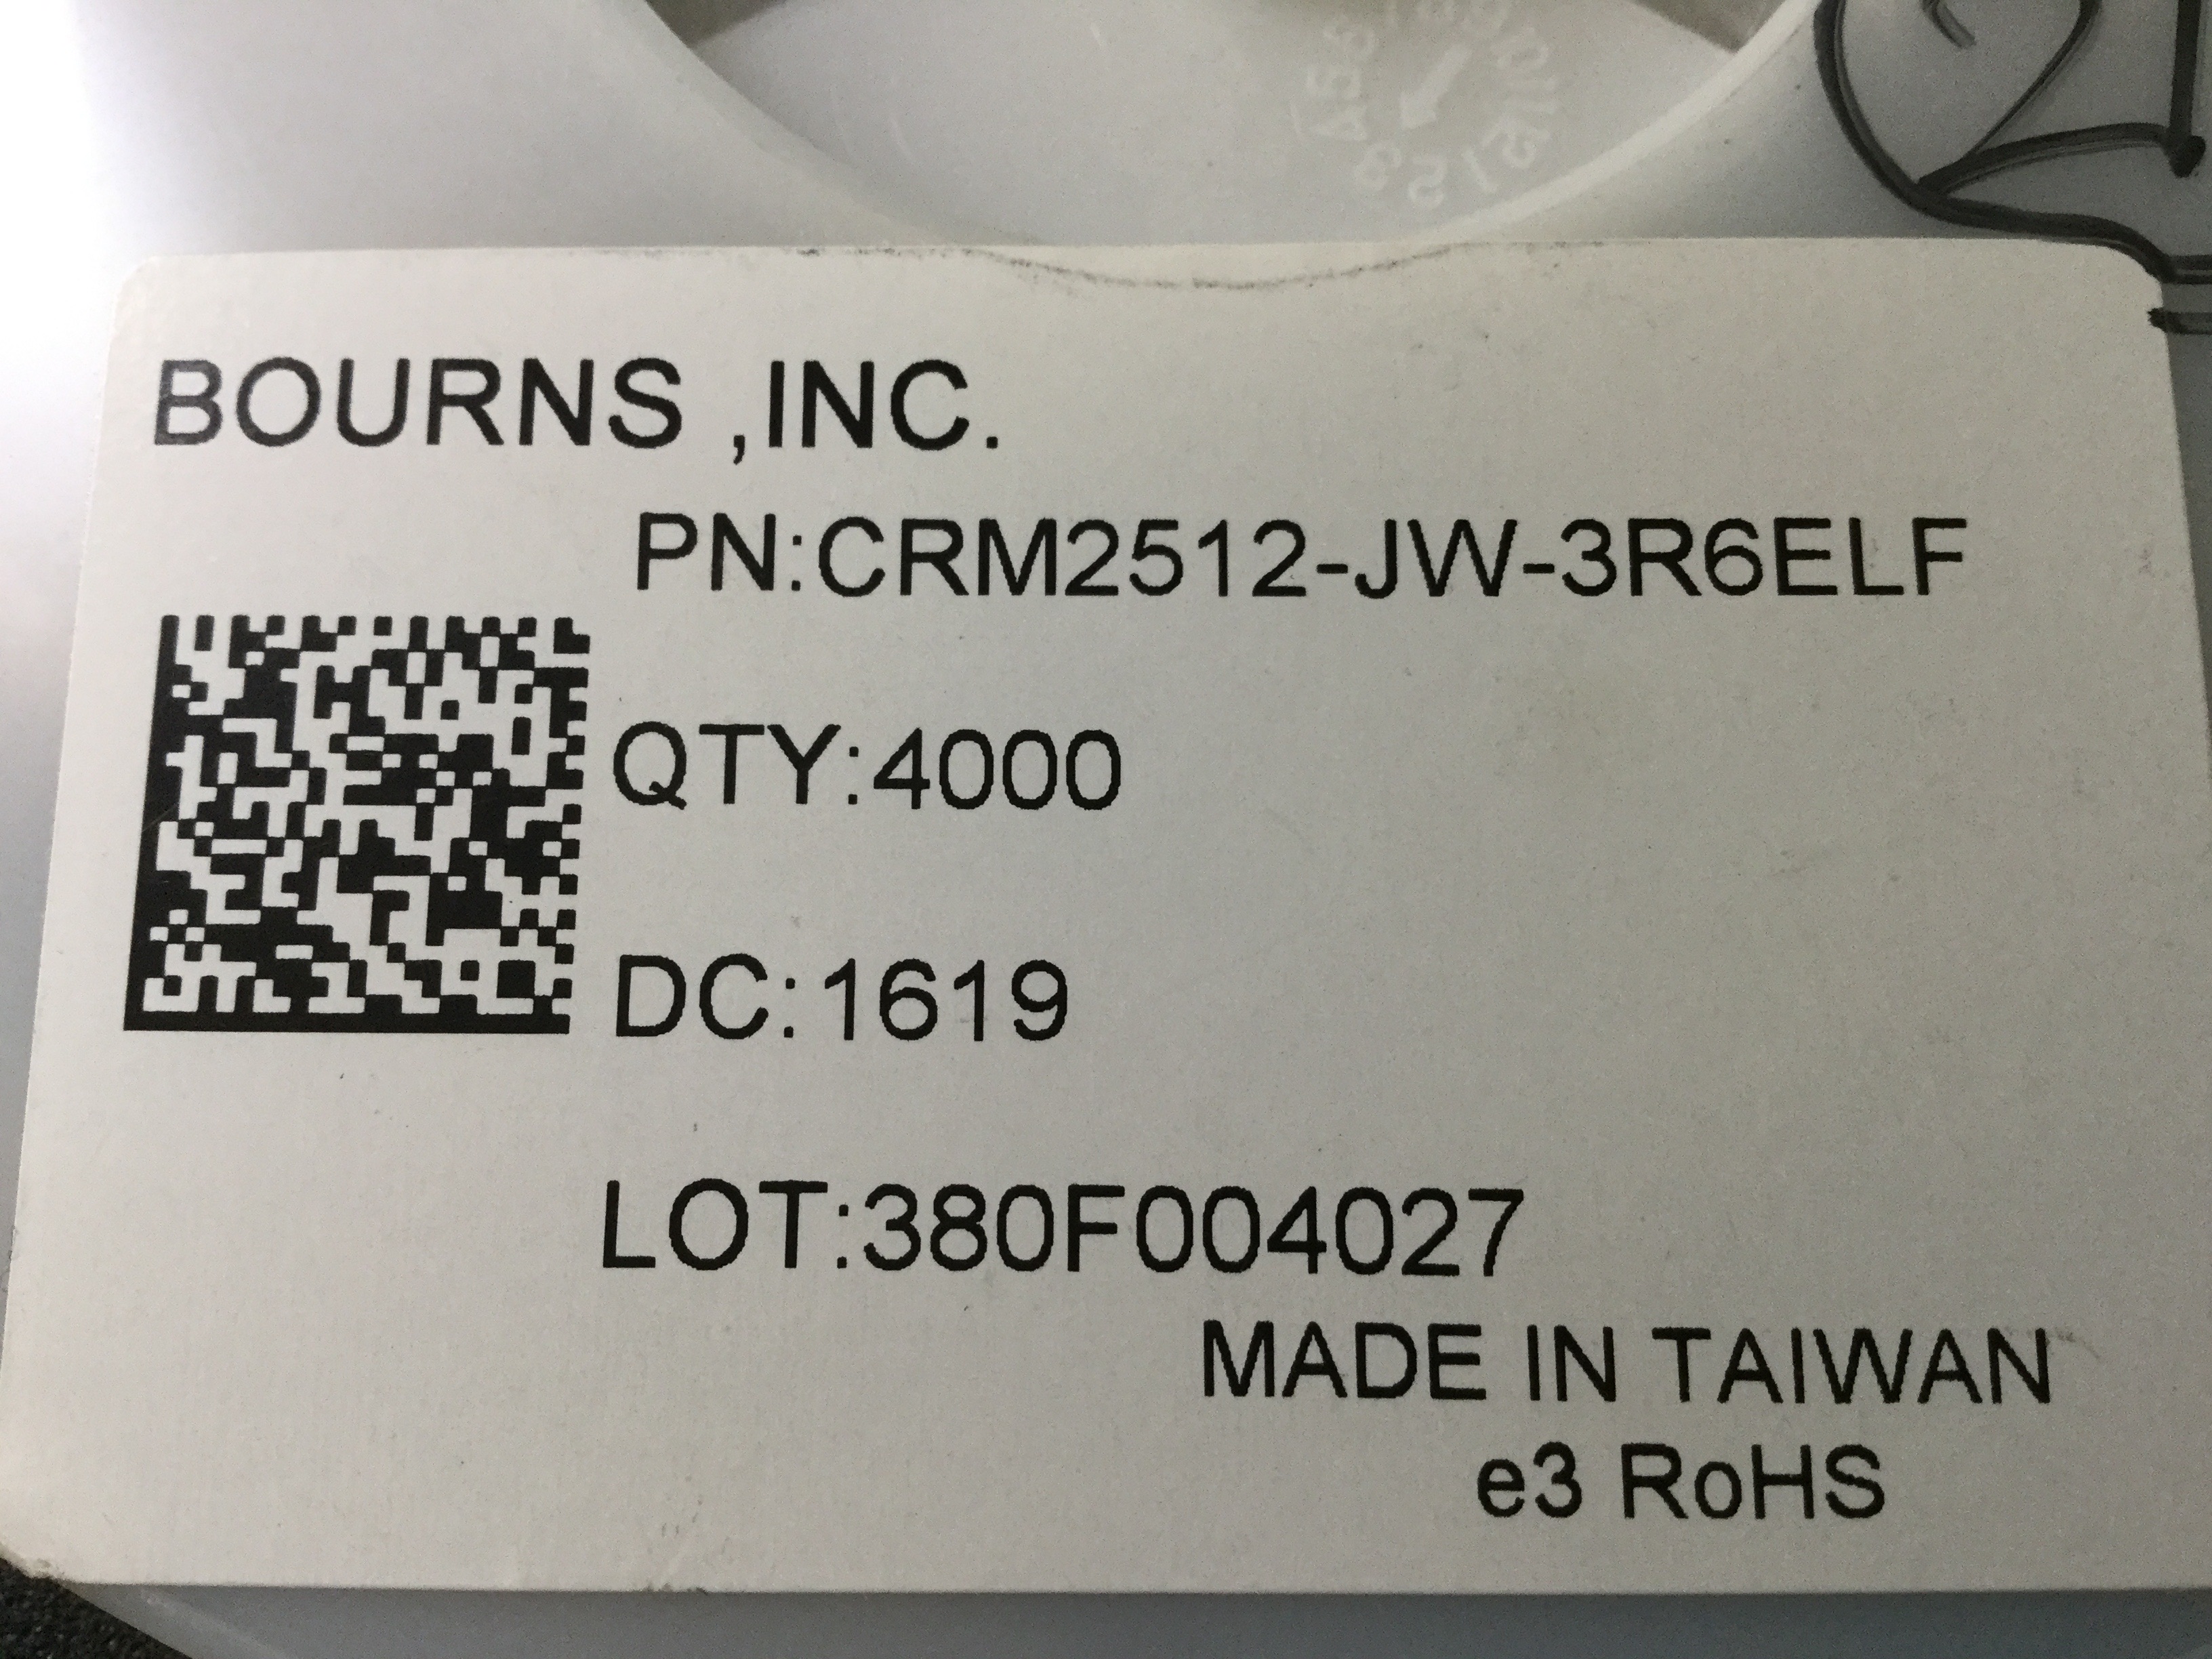 BOURNS ,INC.
PN:CRM2512-JW-3R6ELF
QTY:4000
DC:1619
LOT:380F004027
MADE IN TAIWAN
e3 RoHS